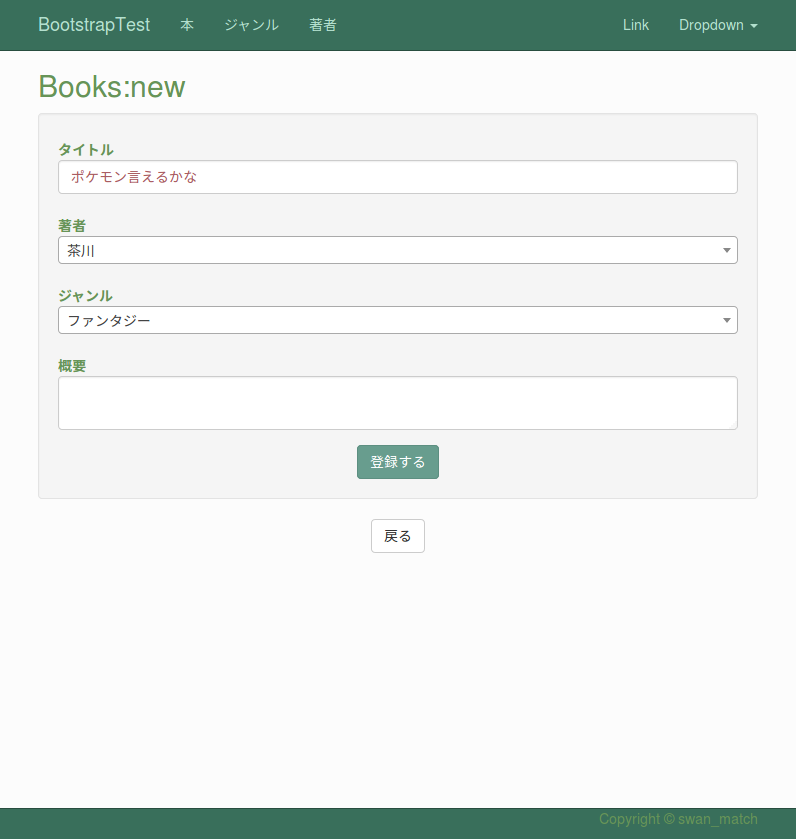 BootstrapTest 本 ジャンル 著者 Link Dropdown
Books:new
タイトル
ポケモン言えるかな
著者
茶川
ジャンル
ファンタジー
概要
登録する
戻る
Copyright © swan_match